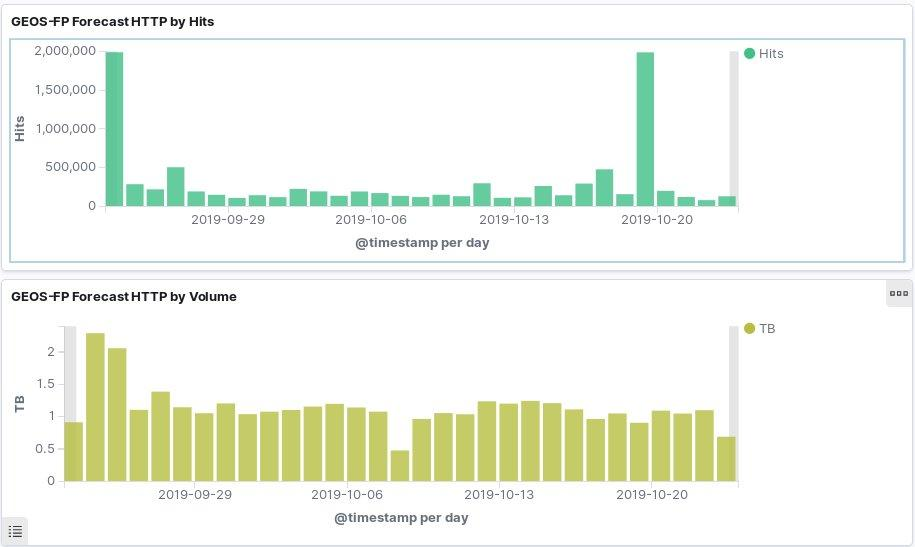 GEOS-FP Forecast HTTP by Hits
2,000,000
1,500,000
1,000,000
500,000
0
Hits
2019-09-29 2019-10-06 2019-10-13 2019-10-20
@timestamp per day
Hits
GEOS-FP Forecast HTTP by Volume
2
1.5
1
0.5
0
TB
2019-09-29 2019-10-06 2019-10-13 2019-10-20
@timestamp per day
TB